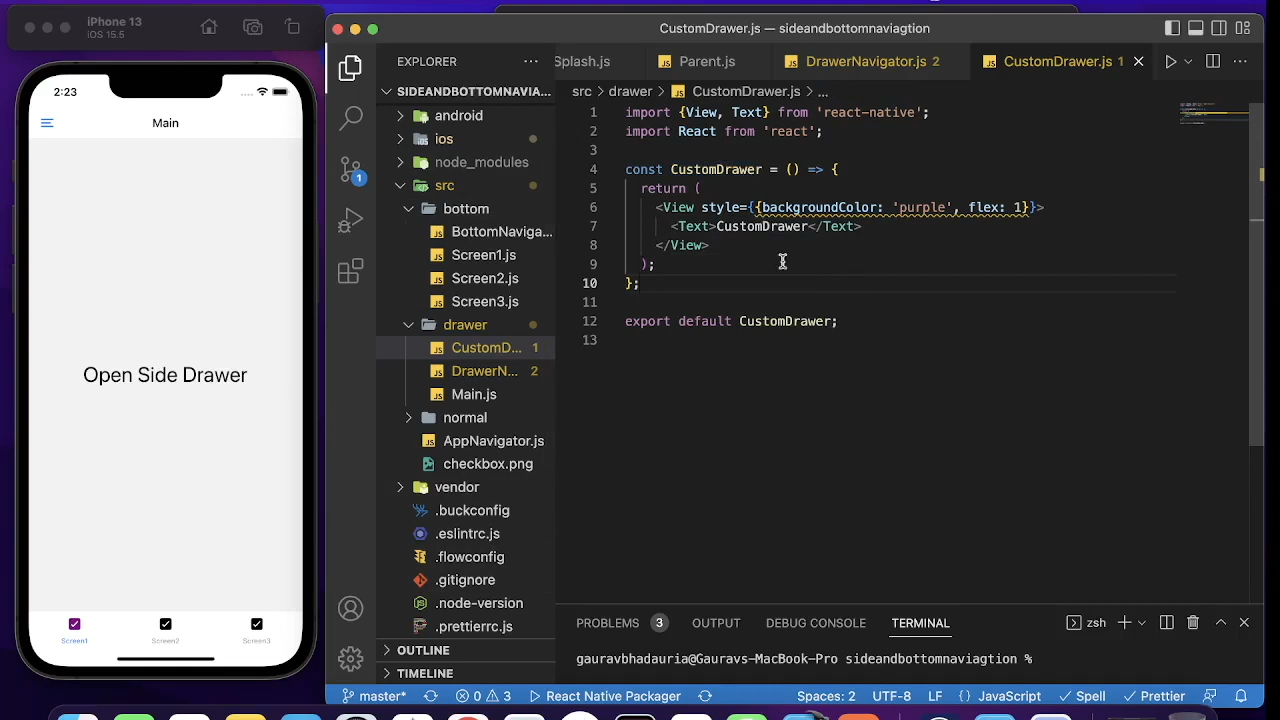 iPhone 13
iOS 15.5
2:23
Main
Open Side Drawer
Screen1
Screen2
Screen3
CustomDrawer.js — sideandbottomnaviagtion
EXPLORER
Splash.js
Parent.js
DrawerNavigator.js 2
CustomDrawer.js 1
SIDEANDBOTTOMNAVIA...
android
ios
node_modules
src
bottom
BottomNaviga...
Screen1.js
Screen2.js
Screen3.js
drawer
CustomD... 1
DrawerN... 2
Main.js
normal
AppNavigator.js
checkbox.png
vendor
.buckconfig
.eslintrc.js
.flowconfig
.gitignore
.node-version
.prettierrc.js
OUTLINE
TIMELINE
1
src > drawer > JS CustomDrawer.js > ...
1 import {View, Text} from 'react-native';
2 import React from 'react';
3
4 const CustomDrawer = () => {
5 return (
6 <View style={{backgroundColor: 'purple', flex: 1}}>
7 <Text>CustomDrawer</Text>
8 </View>
9 );
10 };
11
12 export default CustomDrawer;
13
PROBLEMS 3 OUTPUT DEBUG CONSOLE TERMINAL zsh
gauravbhadauria@Gauravs-MacBook-Pro sideandbottomnaviagtion %
master* 0 3 React Native Packager Spaces: 2 UTF-8 LF {} JavaScript Spell Prettier